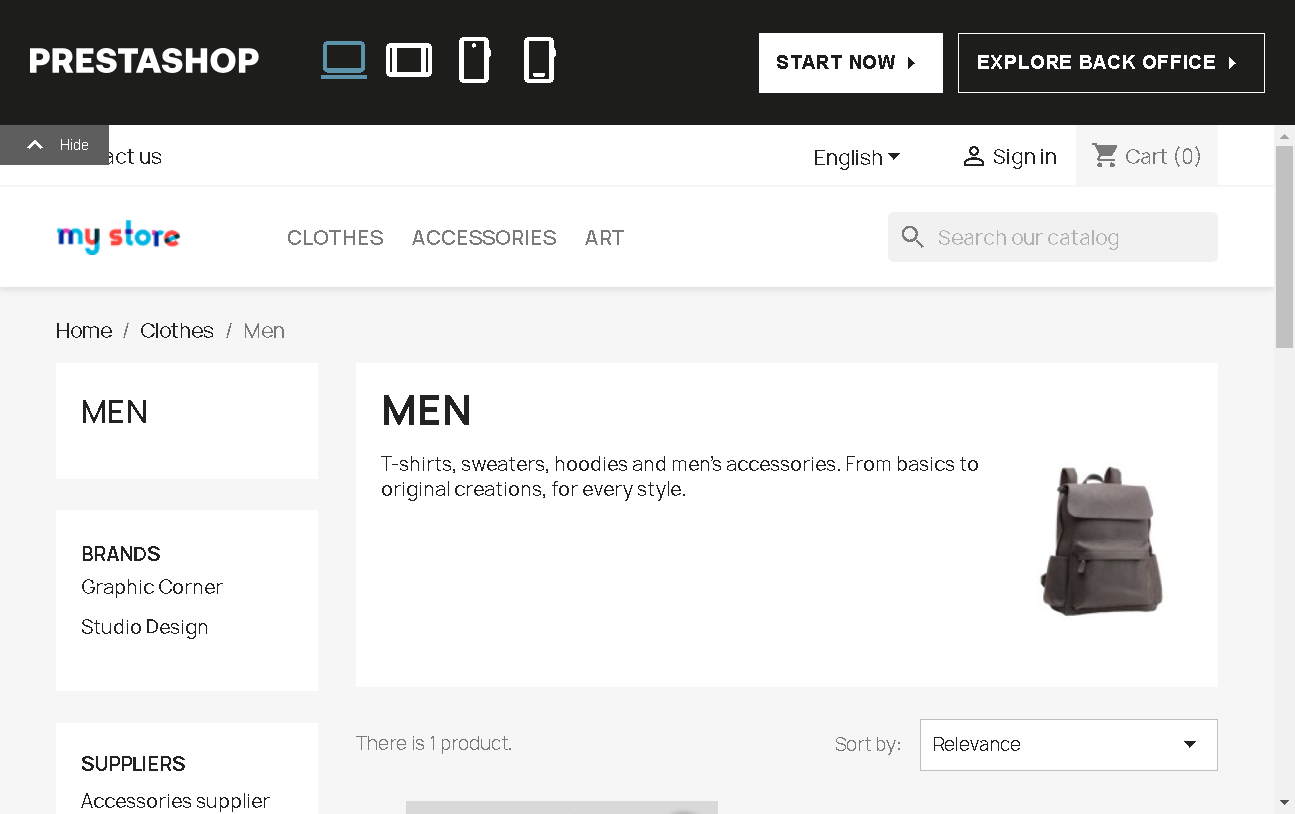 PRESTASHOP
START NOW
EXPLORE BACK OFFICE
Hide
act us
English
Sign in
Cart (0)
my store
CLOTHES
ACCESSORIES
ART
Search our catalog
Home / Clothes / Men
MEN
BRANDS
Graphic Corner
Studio Design
SUPPLIERS
Accessories supplier
MEN
T-shirts, sweaters, hoodies and men's accessories. From basics to
original creations, for every style.
There is 1 product.
Sort by:
Relevance